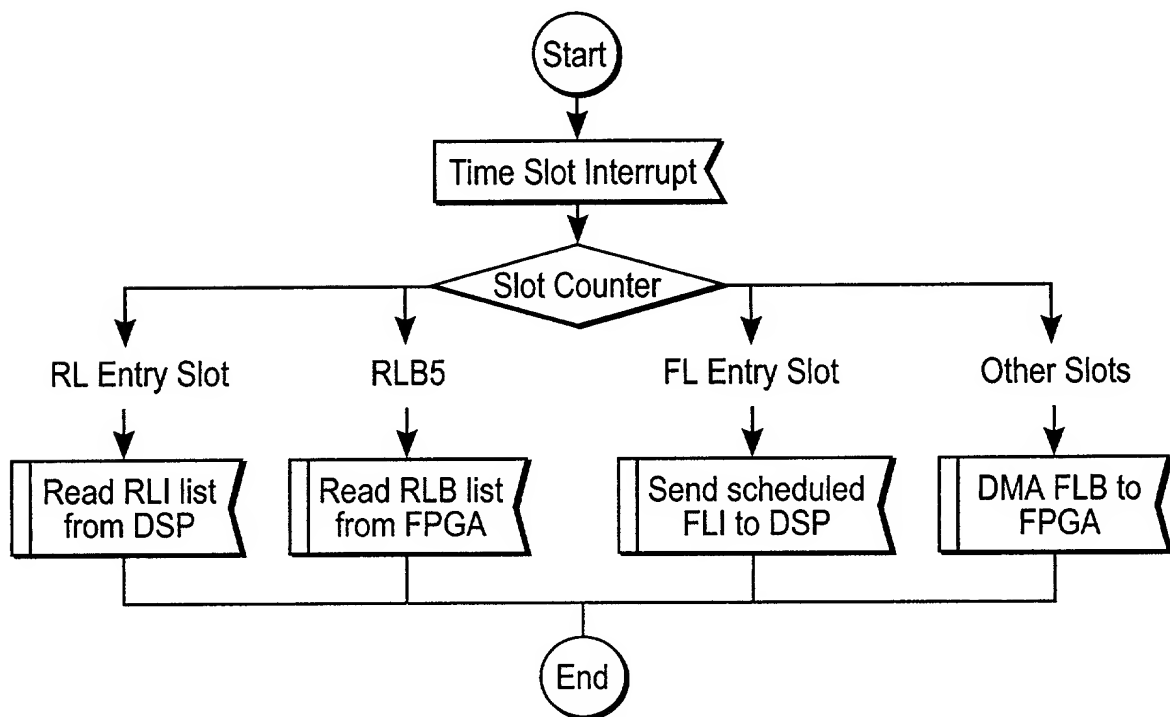 Start
Time Slot Interrupt
Slot Counter
RL Entry Slot
RLB5
FL Entry Slot
Other Slots
Read RLI list
from DSP
Read RLB list
from FPGA
Send scheduled
FLI to DSP
DMA FLB to
FPGA
End